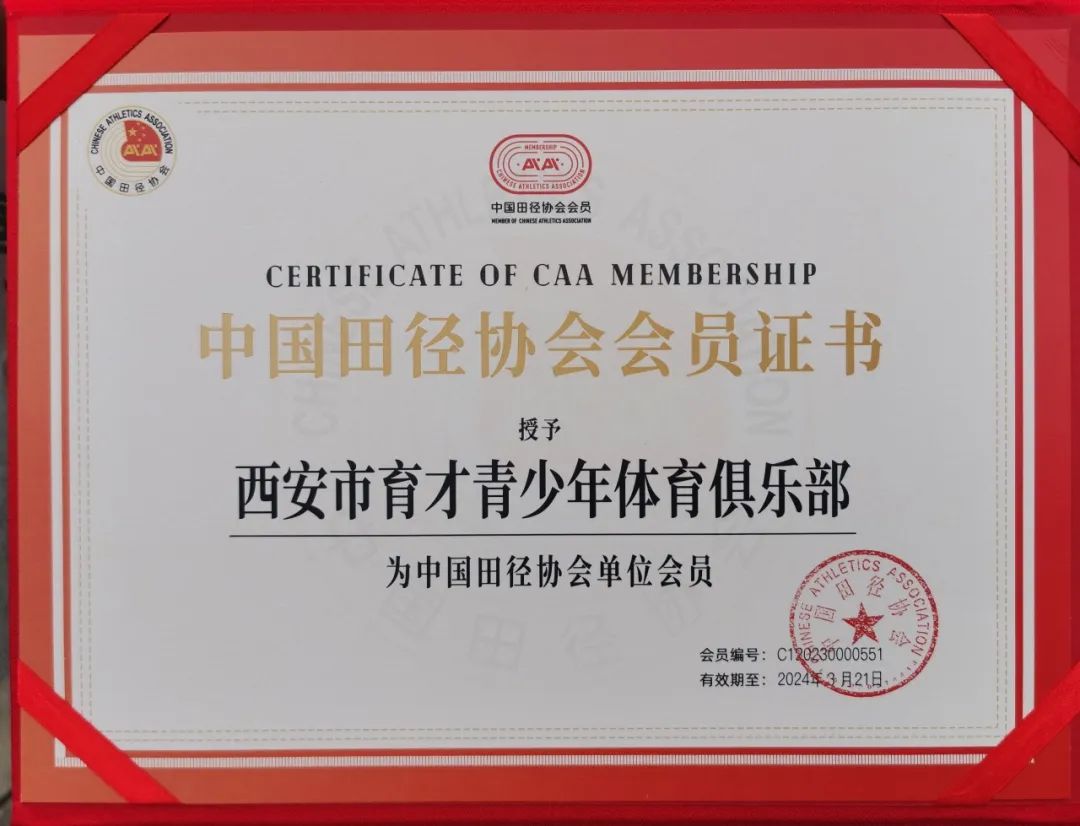 CHINESE ATHLETICS ASSOCIATION
中国田径协会
MEMBERSHIP
CHINESE ATHLETICS ASSOCIATION
中国田径协会会员
MEMBER OF CHINESE ATHLETICS ASSOCIATION
CERTIFICATE OF CAA MEMBERSHIP
中国田径协会会员证书
授予
西安市育才青少年体育俱乐部
为中国田径协会单位会员
CHINESE ATHLETICS ASSOCIATION
中国田径协会
会员编号：C120230000551
有效期至：2024年3月21日